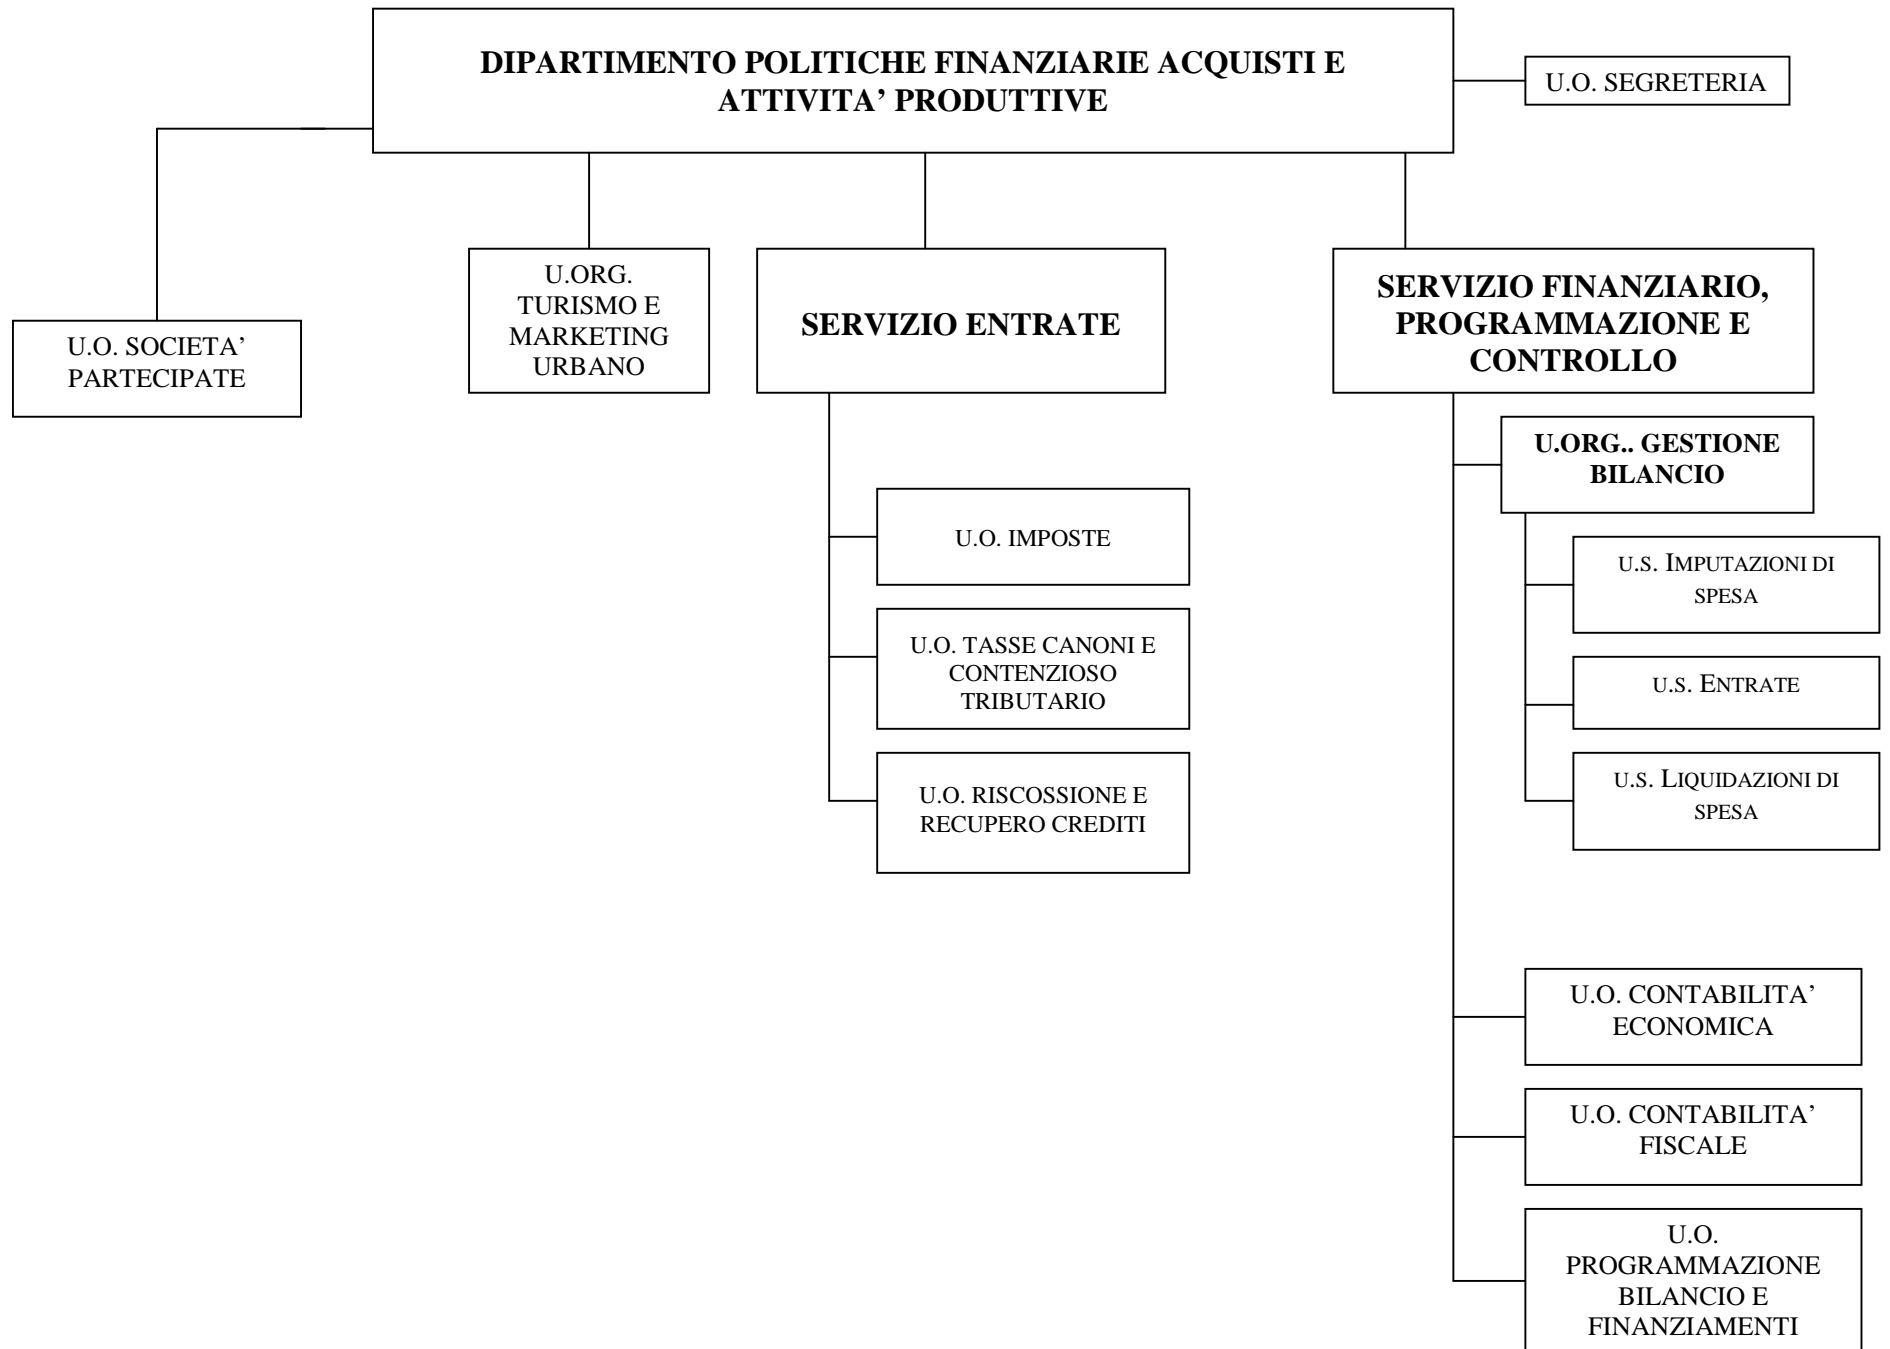 DIPARTIMENTO POLITICHE FINANZIARIE ACQUISTI E
ATTIVITA’ PRODUTTIVE
U.O. SEGRETERIA
U.O. SOCIETA’
PARTECIPATE
U.ORG.
TURISMO E
MARKETING
URBANO
SERVIZIO ENTRATE
U.O. IMPOSTE
U.O. TASSE CANONI E
CONTENZIOSO
TRIBUTARIO
U.O. RISCOSSIONE E
RECUPERO CREDITI
SERVIZIO FINANZIARIO,
PROGRAMMAZIONE E
CONTROLLO
U.ORG.. GESTIONE
BILANCIO
U.S. IMPUTAZIONI DI
SPESA
U.S. ENTRATE
U.S. LIQUIDAZIONI DI
SPESA
U.O. CONTABILITA’
ECONOMICA
U.O. CONTABILITA’
FISCALE
U.O.
PROGRAMMAZIONE
BILANCIO E
FINANZIAMENTI